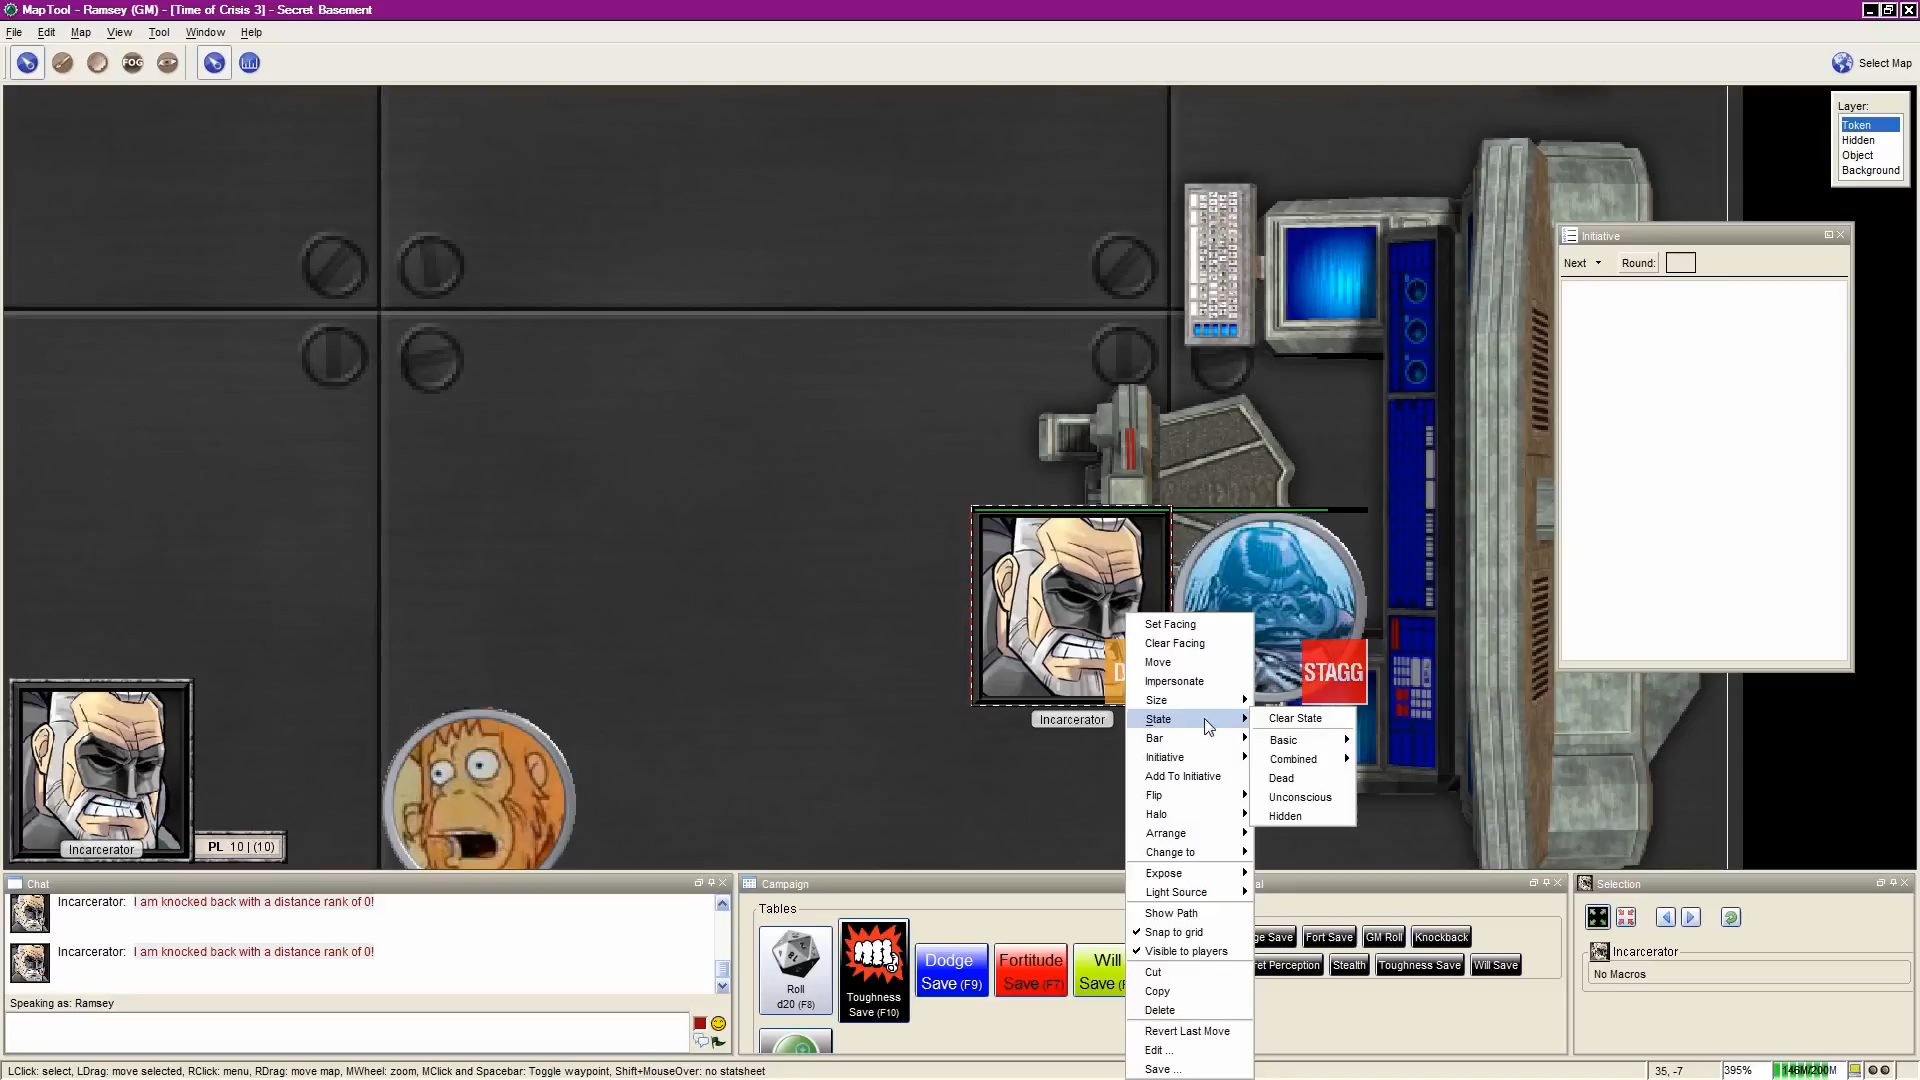 MapTool - Ramsey (GM) - [Time of Crisis 3] - Secret Basement
File Edit Map View Tool Window Help
FOG
Select Map
Layer:
Token
Hidden
Object
Background
Initiative
Next Round:
STAGG
Incarcerator
Set Facing
Clear Facing
Move
Impersonate
Size
State
Bar
Initiative
Add To Initiative
Flip
Halo
Arrange
Change to
Expose
Light Source
Show Path
Snap to grid
Visible to players
Cut
Copy
Delete
Revert Last Move
Edit ...
Save ...
Clear State
Basic
Combined
Dead
Unconscious
Hidden
Incarcerator
PL 10 | (10)
Chat
Incarcerator: I am knocked back with a distance rank of 0!
Incarcerator: I am knocked back with a distance rank of 0!
Speaking as: Ramsey
Campaign
Tables
Roll
d20 (F8)
Toughness
Save (F10)
Dodge
Save (F9)
Fortitude
Save (F7)
Will
Save
Save Fort Save GM Roll Knockback
Perception Stealth Toughness Save Will Save
Selection
Incarcerator
No Macros
LClick: select, LDrag: move selected, RClick: menu, RDrag: move map, MWheel: zoom, MClick and Spacebar: Toggle waypoint, Shift+MouseOver: no statsheet
35, -7
395%
146M/200M